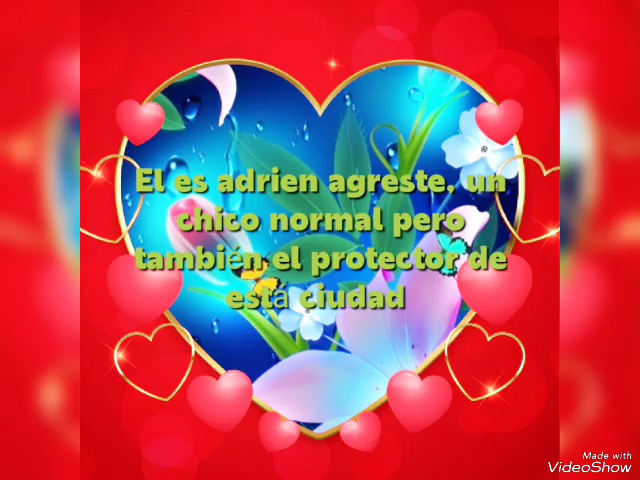 El es adrien agreste, un
chico normal pero
también el protector de
está ciudad
Made with
VideoShow